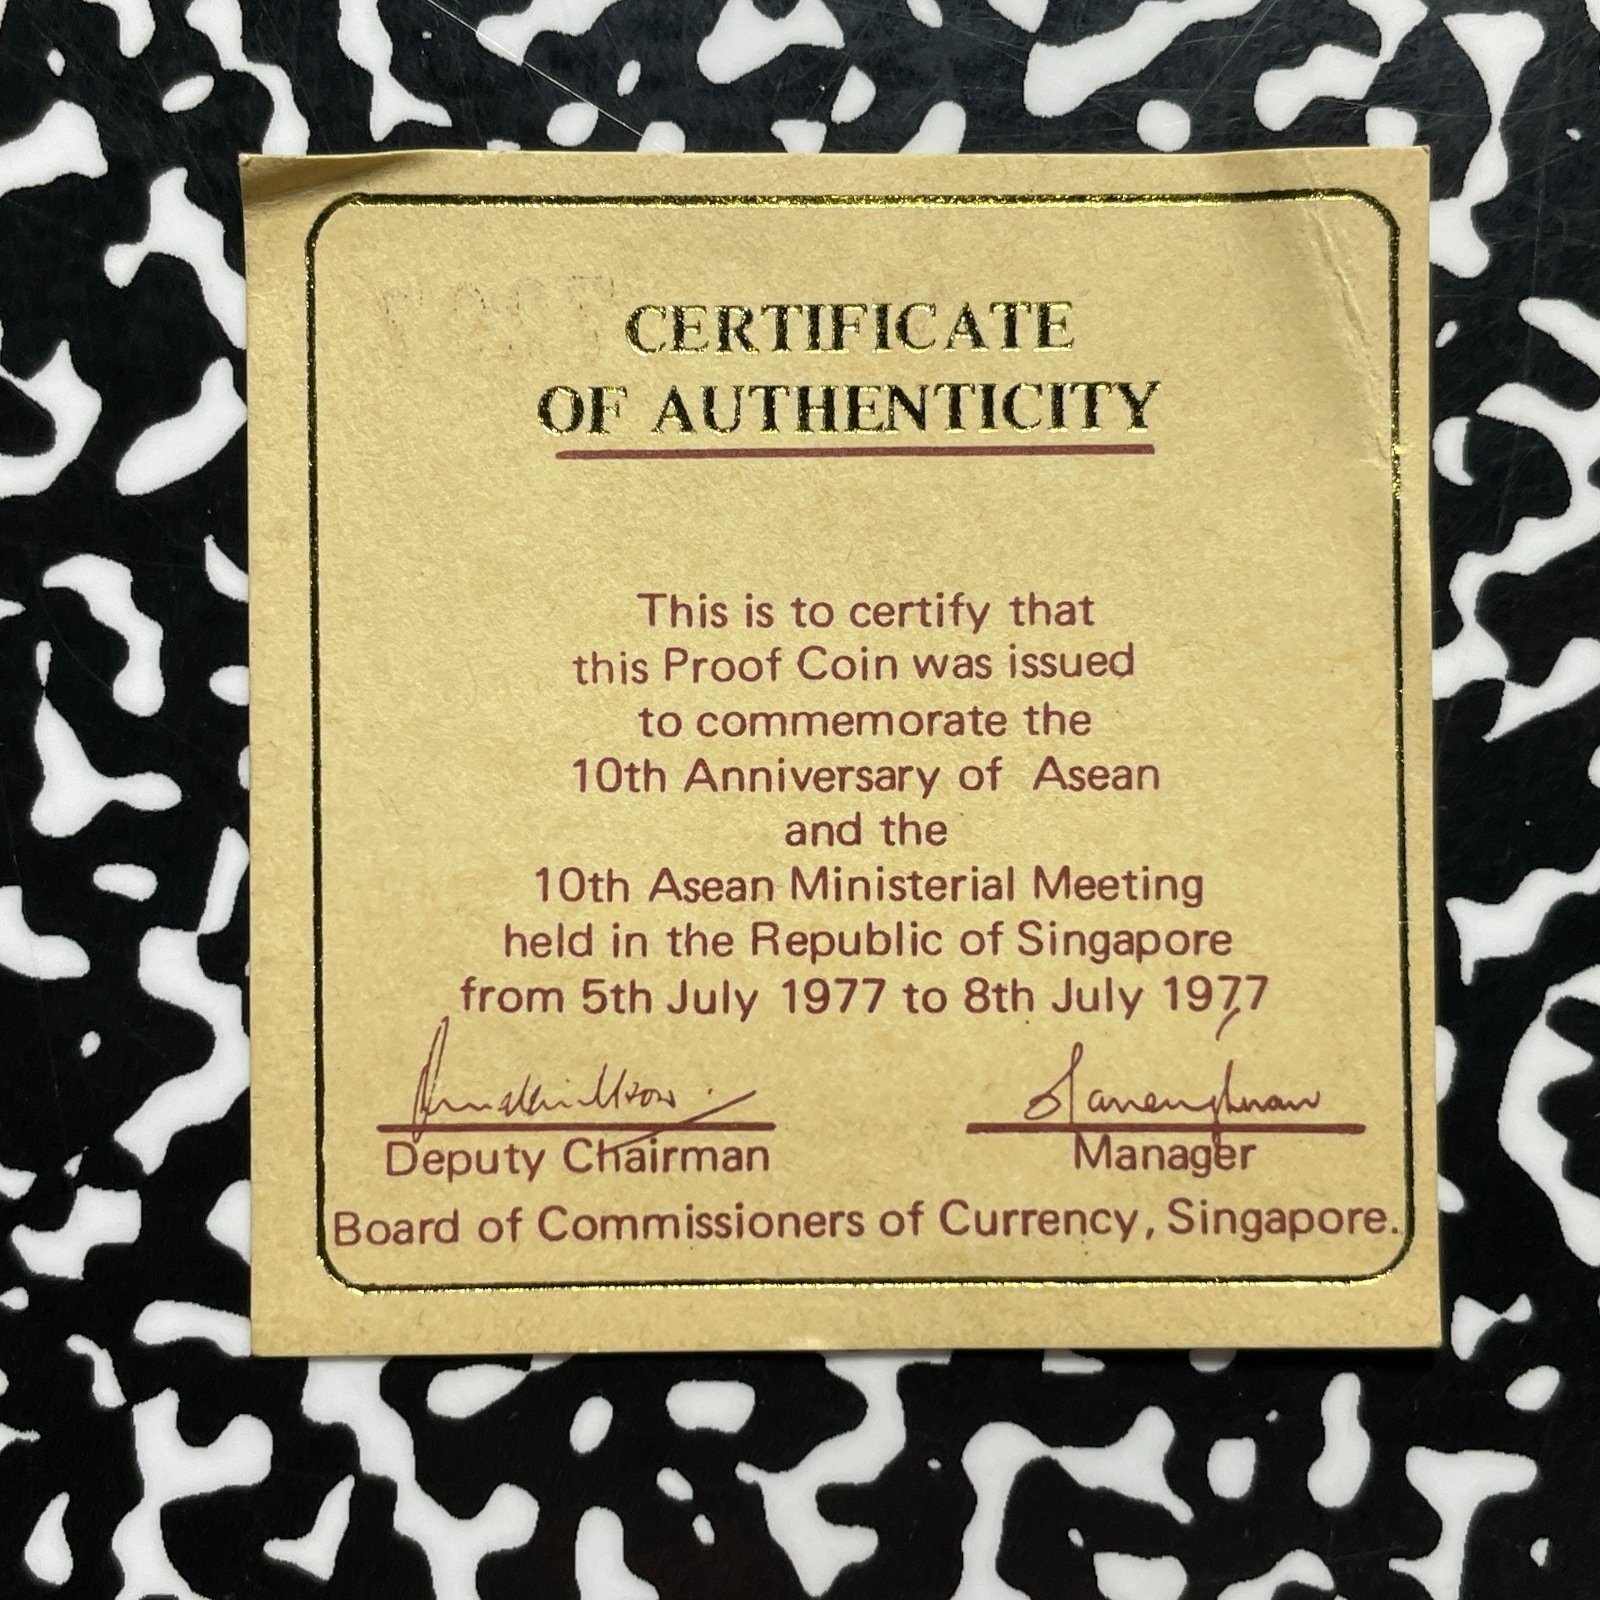 CERTIFICATE
OF AUTHENTICITY
This is to certify that
this Proof Coin was issued
to commemorate the
10th Anniversary of Asean
and the
10th Asean Ministerial Meeting
held in the Republic of Singapore
from 5th July 1977 to 8th July 1977
Deputy Chairman
Manager
Board of Commissioners of Currency, Singapore.